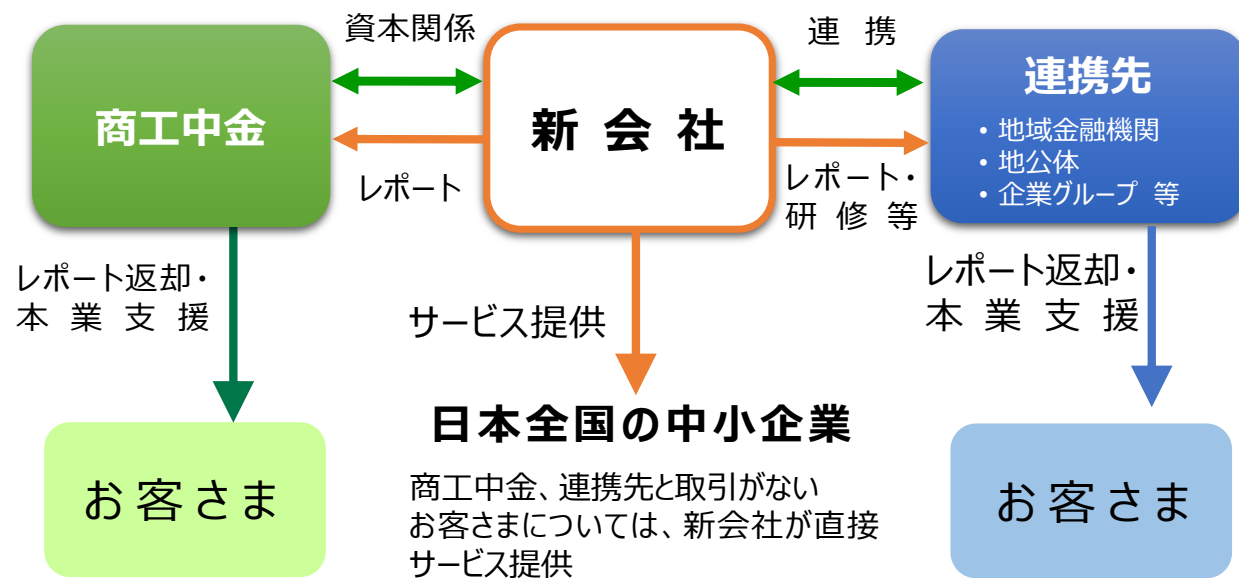 資本関係
連 携
商工中金
新 会 社
連携先
• 地域金融機関
• 地公体
• 企業グループ 等
レポート
レポート・
研 修 等
レポート返却・
本 業 支 援
サービス提供
レポート返却・
本 業 支 援
日本全国の中小企業
商工中金、連携先と取引がない
お客さまについては、新会社が直接
サービス提供
お客さま
お客さま